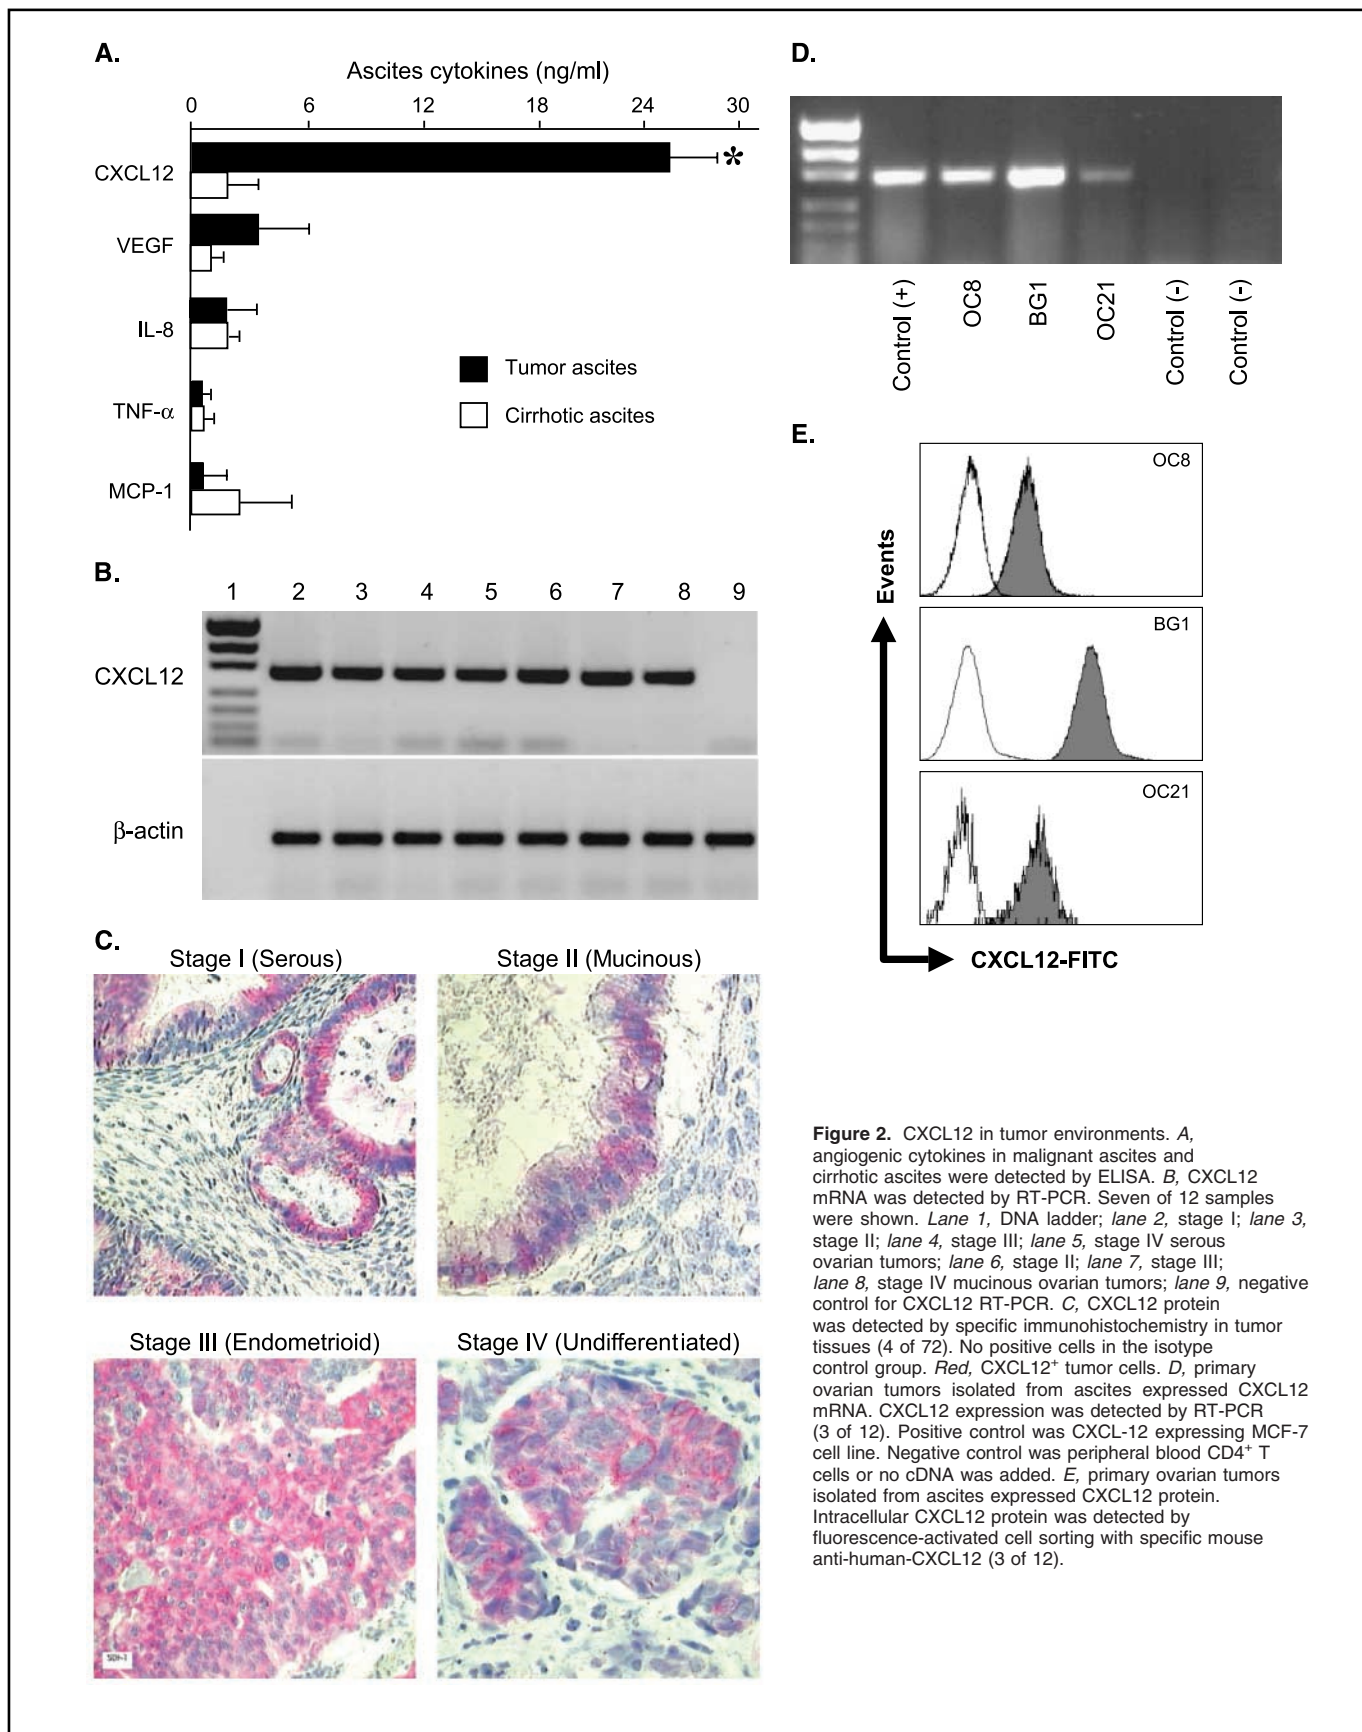 A.
Ascites cytokines (ng/ml)
0 6 12 18 24 30
CXCL12
*
VEGF
IL-8
TNF-α
MCP-1
Tumor ascites
Cirrhotic ascites
B.
1 2 3 4 5 6 7 8 9
CXCL12
β-actin
C.
Stage I (Serous)
Stage II (Mucinous)
Stage III (Endometrioid)
Stage IV (Undifferentiated)
SDF-1
D.
Control (+)
OC8
BG1
OC21
Control (-)
Control (-)
E.
OC8
BG1
OC21
Events
CXCL12-FITC
Figure 2. CXCL12 in tumor environments. A,
angiogenic cytokines in malignant ascites and
cirrhotic ascites were detected by ELISA. B, CXCL12
mRNA was detected by RT-PCR. Seven of 12 samples
were shown. Lane 1, DNA ladder; lane 2, stage I; lane 3,
stage II; lane 4, stage III; lane 5, stage IV serous
ovarian tumors; lane 6, stage II; lane 7, stage III;
lane 8, stage IV mucinous ovarian tumors; lane 9, negative
control for CXCL12 RT-PCR. C, CXCL12 protein
was detected by specific immunohistochemistry in tumor
tissues (4 of 72). No positive cells in the isotype
control group. Red, CXCL12⁺ tumor cells. D, primary
ovarian tumors isolated from ascites expressed CXCL12
mRNA. CXCL12 expression was detected by RT-PCR
(3 of 12). Positive control was CXCL-12 expressing MCF-7
cell line. Negative control was peripheral blood CD4⁺ T
cells or no cDNA was added. E, primary ovarian tumors
isolated from ascites expressed CXCL12 protein.
Intracellular CXCL12 protein was detected by
fluorescence-activated cell sorting with specific mouse
anti-human-CXCL12 (3 of 12).